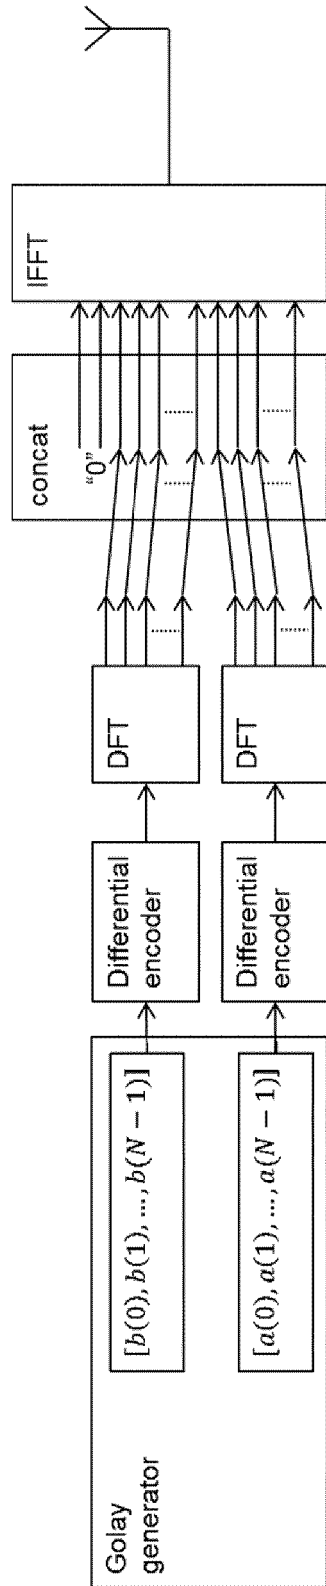 Golay
generator
[b(0), b(1), ..., b(N − 1)]
[a(0), a(1), ..., a(N − 1)]
Differential
encoder
Differential
encoder
DFT
DFT
concat
"0"
IFFT